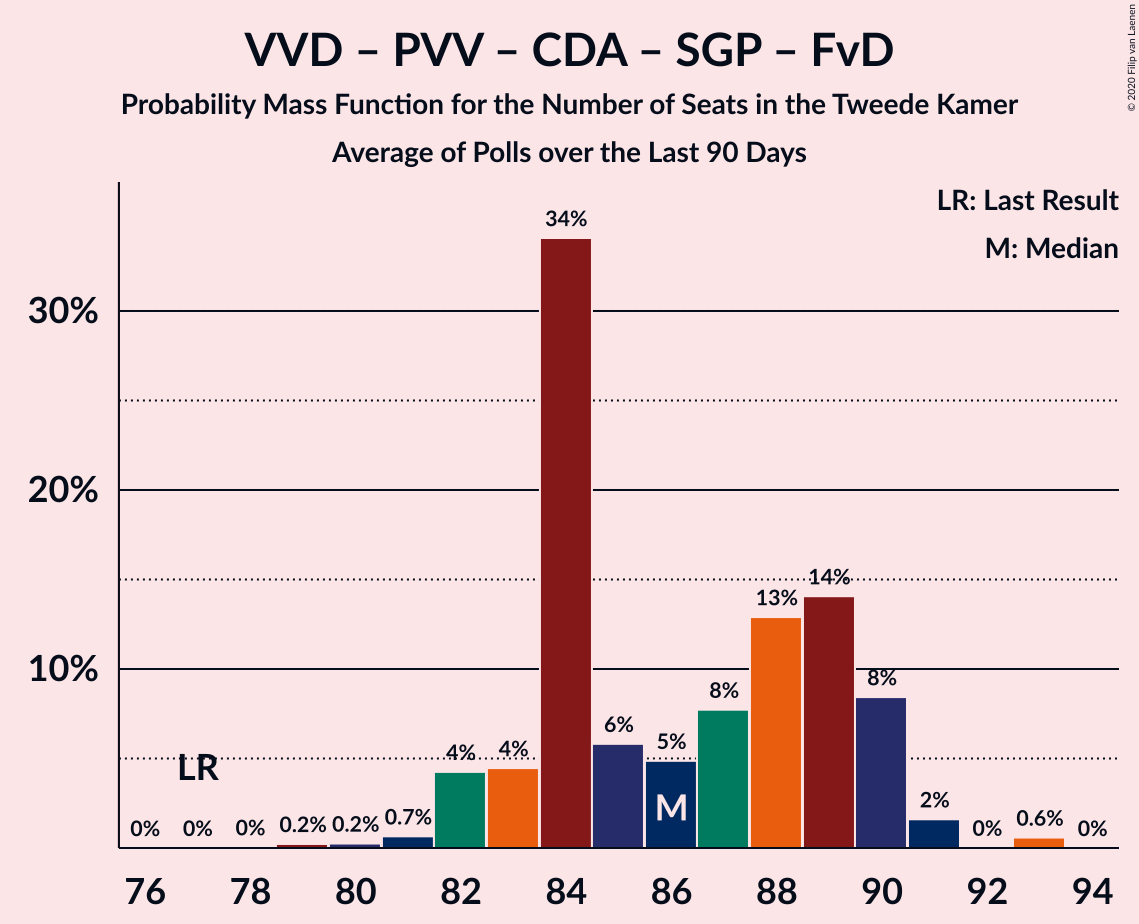 VVD – PVV – CDA – SGP – FvD
Probability Mass Function for the Number of Seats in the Tweede Kamer
Average of Polls over the Last 90 Days
© 2020 Filip van Laenen
LR: Last Result
M: Median
30%
20%
10%
0%
0%
0%
0.2%
0.2%
0.7%
4%
4%
34%
6%
5%
8%
13%
14%
8%
2%
0%
0.6%
0%
LR
M
76 78 80 82 84 86 88 90 92 94